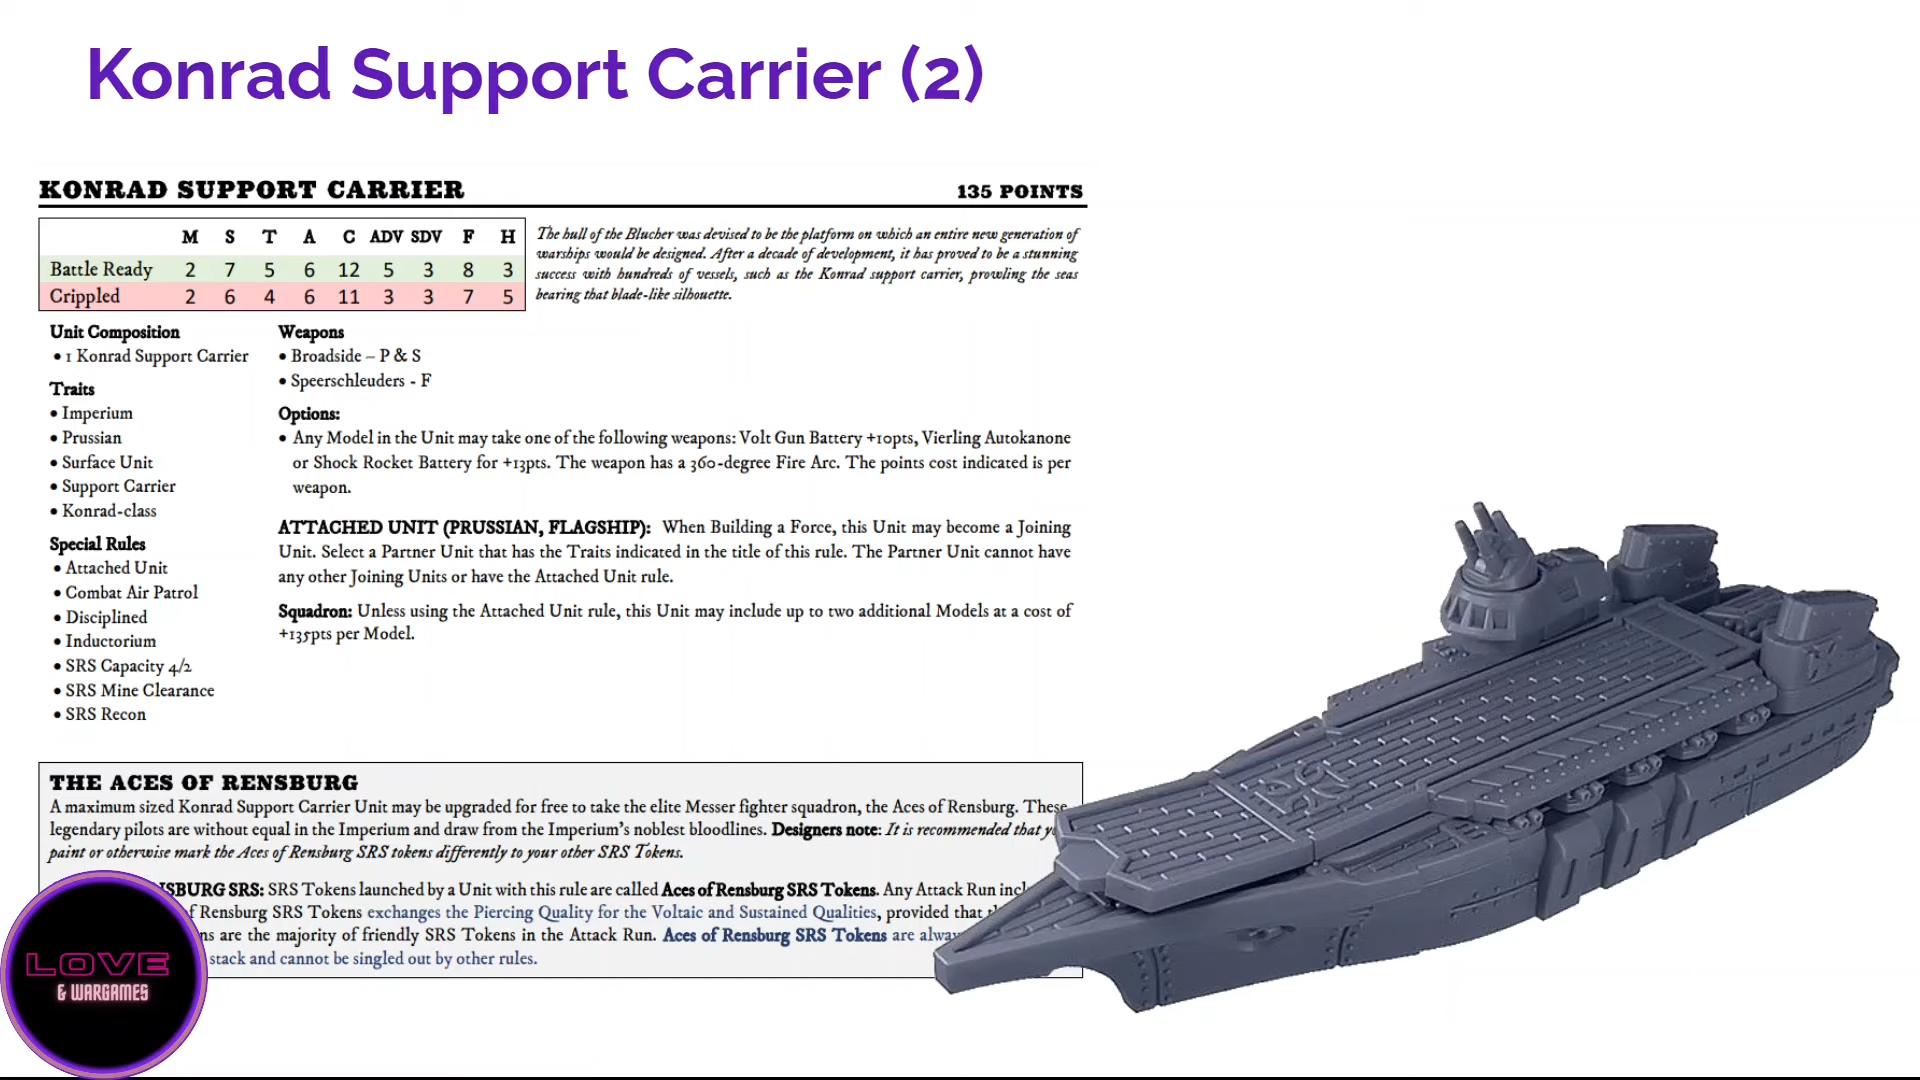 Konrad Support Carrier (2)
KONRAD SUPPORT CARRIER
135 POINTS
M S T A C ADV SDV F H
Battle Ready 2 7 5 6 12 5 3 8 3
Crippled 2 6 4 6 11 3 3 7 5
The hull of the Blucher was devised to be the platform on which an entire new generation of
warships would be designed. After a decade of development, it has proved to be a stunning
success with hundreds of vessels, such as the Konrad support carrier, prowling the seas
bearing that blade-like silhouette.
Unit Composition
• 1 Konrad Support Carrier
Traits
• Imperium
• Prussian
• Surface Unit
• Support Carrier
• Konrad-class
Special Rules
• Attached Unit
• Combat Air Patrol
• Disciplined
• Inductorium
• SRS Capacity 4/2
• SRS Mine Clearance
• SRS Recon
Weapons
• Broadside – P & S
• Speerschleuders - F
Options:
• Any Model in the Unit may take one of the following weapons: Volt Gun Battery +10pts, Vierling Autokanone
or Shock Rocket Battery for +13pts. The weapon has a 360-degree Fire Arc. The points cost indicated is per
weapon.
ATTACHED UNIT (PRUSSIAN, FLAGSHIP): When Building a Force, this Unit may become a Joining
Unit. Select a Partner Unit that has the Traits indicated in the title of this rule. The Partner Unit cannot have
any other Joining Units or have the Attached Unit rule.
Squadron: Unless using the Attached Unit rule, this Unit may include up to two additional Models at a cost of
+135pts per Model.
THE ACES OF RENSBURG
A maximum sized Konrad Support Carrier Unit may be upgraded for free to take the elite Messer fighter squadron, the Aces of Rensburg. These
legendary pilots are without equal in the Imperium and draw from the Imperium's noblest bloodlines. Designers note: It is recommended that
paint or otherwise mark the Aces of Rensburg SRS tokens differently to your other SRS Tokens.
SRS: SRS Tokens launched by a Unit with this rule are called Aces of Rensburg SRS Tokens. Any Attack Run
Rensburg SRS Tokens exchanges the Piercing Quality for the Voltaic and Sustained Qualities, provided that
are the majority of friendly SRS Tokens in the Attack Run. Aces of Rensburg SRS Tokens are
stack and cannot be singled out by other rules.
LOVE
& WARGAMES